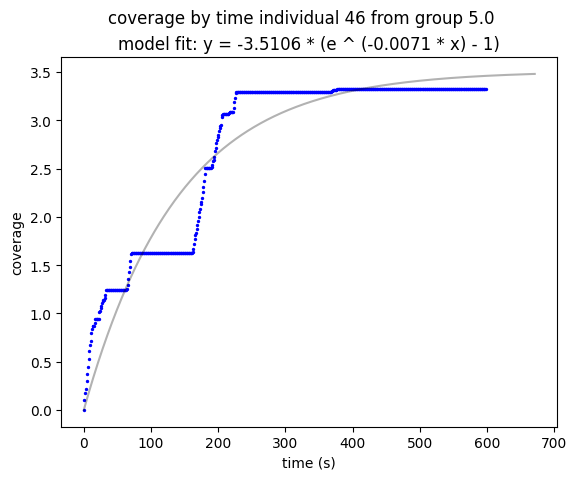 coverage by time individual 46 from group 5.0
model fit: y = -3.5106 * (e ^ (-0.0071 * x) - 1)
coverage
3.5
3.0
2.5
2.0
1.5
1.0
0.5
0.0
0 100 200 300 400 500 600 700
time (s)